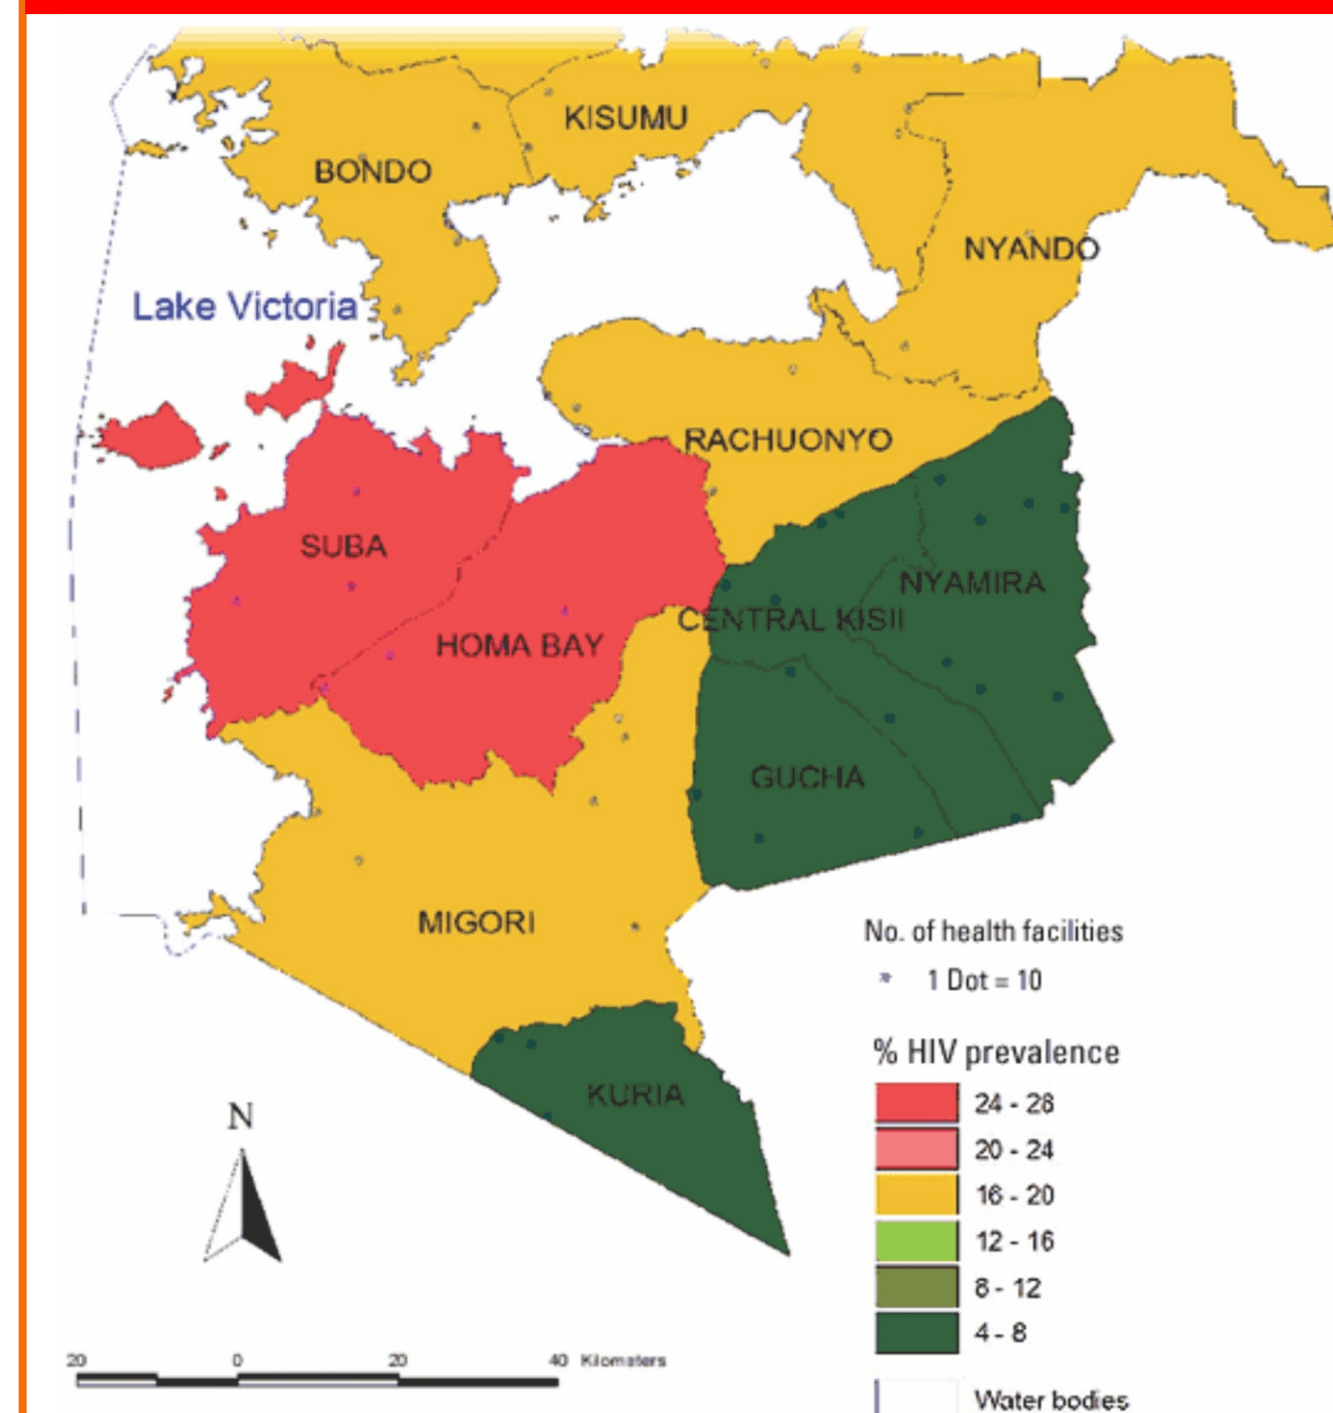 KISUMU
BONDO
NYANDO
Lake Victoria
RACHUONYO
SUBA
NYAMIRA
CENTRAL KISII
HOMA BAY
GUCHA
MIGORI
No. of health facilities
1 Dot = 10
% HIV prevalence
KURIA
24 - 28
N
20 - 24
16 - 20
12 - 16
8 - 12
4 - 8
20 0 20 40 Kilometers
Water bodies